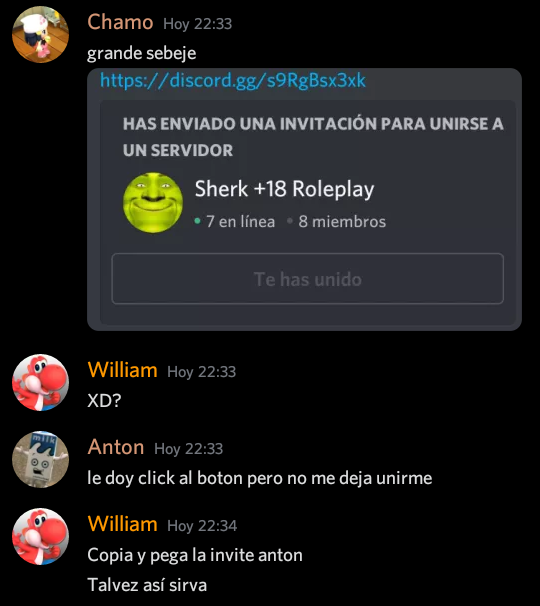 Chamo Hoy 22:33
grande sebeje
https://discord.gg/s9RgBsx3xk
HAS ENVIADO UNA INVITACIÓN PARA UNIRSE A
UN SERVIDOR
Sherk +18 Roleplay
7 en línea 8 miembros
Te has unido
William Hoy 22:33
XD?
milk
Anton Hoy 22:33
le doy click al boton pero no me deja unirme
William Hoy 22:34
Copia y pega la invite anton
Talvez así sirva